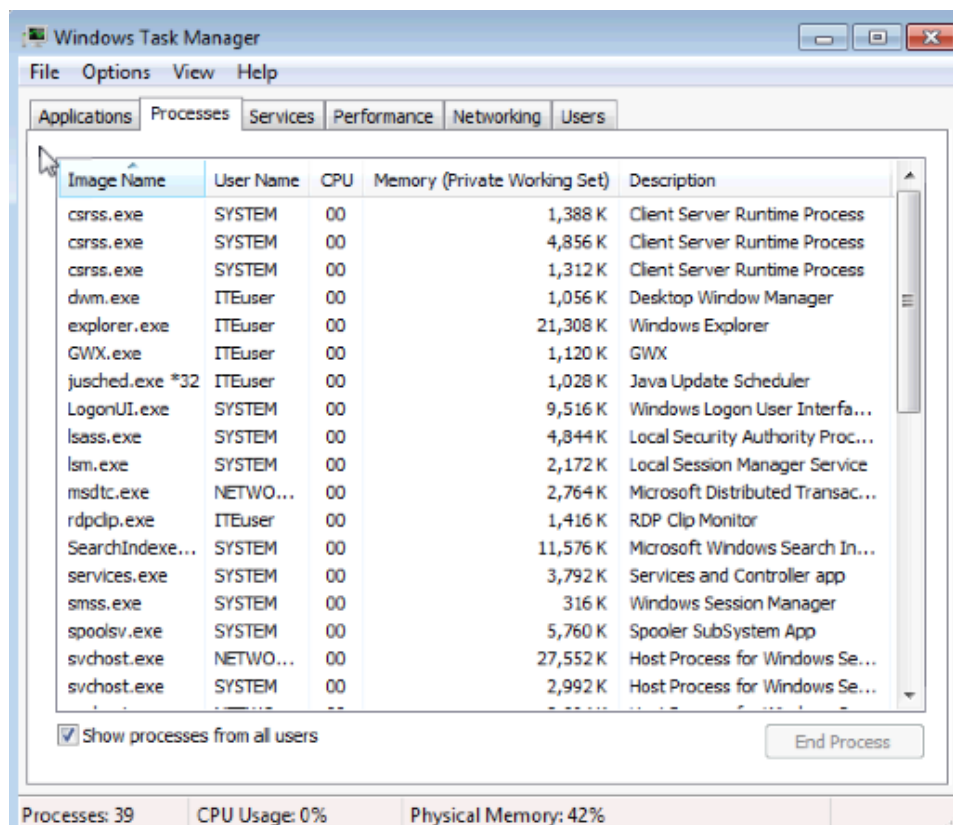 Windows Task Manager
File Options View Help
Applications Processes Services Performance Networking Users
Image Name User Name CPU Memory (Private Working Set) Description
csrss.exe SYSTEM 00 1,388 K Client Server Runtime Process
csrss.exe SYSTEM 00 4,856 K Client Server Runtime Process
csrss.exe SYSTEM 00 1,312 K Client Server Runtime Process
dwm.exe ITEuser 00 1,056 K Desktop Window Manager
explorer.exe ITEuser 00 21,308 K Windows Explorer
GWX.exe ITEuser 00 1,120 K GWX
jusched.exe *32 ITEuser 00 1,028 K Java Update Scheduler
LogonUI.exe SYSTEM 00 9,516 K Windows Logon User Interfa...
lsass.exe SYSTEM 00 4,844 K Local Security Authority Proc...
lsm.exe SYSTEM 00 2,172 K Local Session Manager Service
msdtc.exe NETWO... 00 2,764 K Microsoft Distributed Transac...
rdpclip.exe ITEuser 00 1,416 K RDP Clip Monitor
SearchIndexe... SYSTEM 00 11,576 K Microsoft Windows Search In...
services.exe SYSTEM 00 3,792 K Services and Controller app
smss.exe SYSTEM 00 316 K Windows Session Manager
spoolsv.exe SYSTEM 00 5,760 K Spooler SubSystem App
svchost.exe NETWO... 00 27,552 K Host Process for Windows Se...
svchost.exe SYSTEM 00 2,992 K Host Process for Windows Se...
Show processes from all users
End Process
Processes: 39 CPU Usage: 0% Physical Memory: 42%